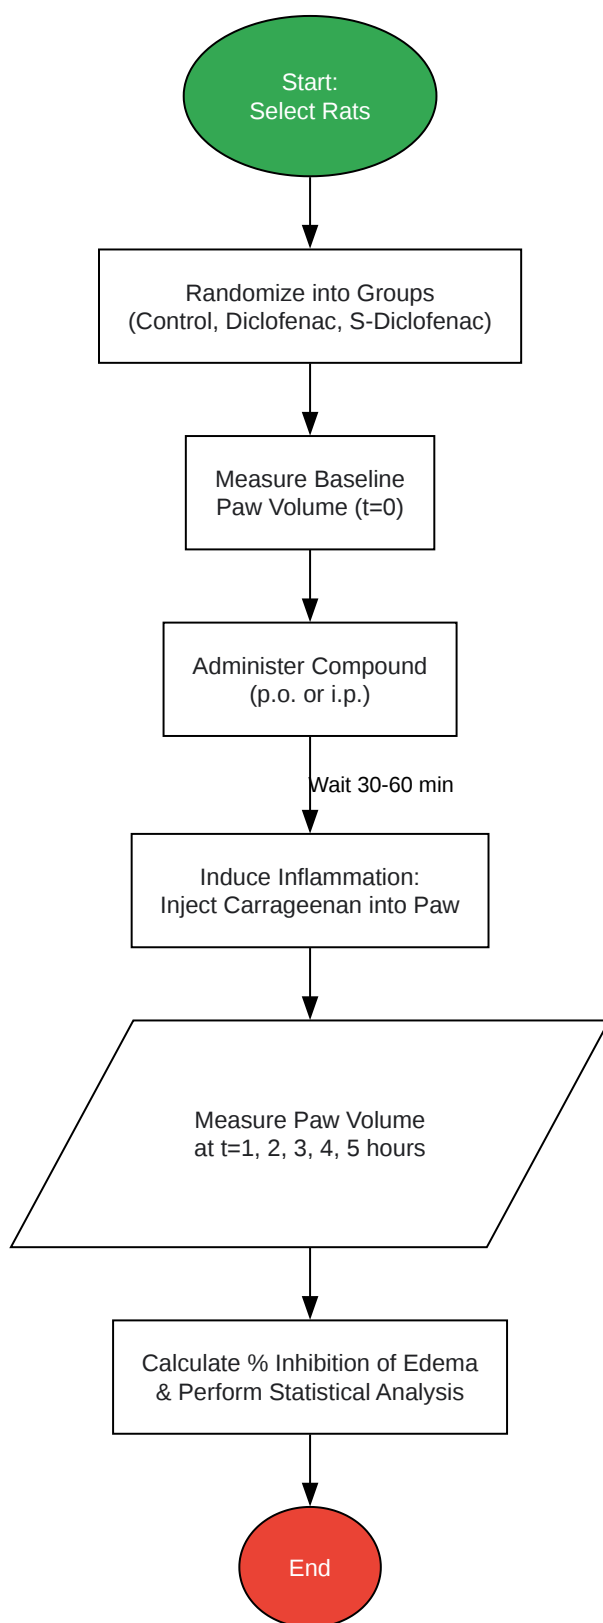 Start:
Select Rats
Randomize into Groups
(Control, Diclofenac, S-Diclofenac)
Measure Baseline
Paw Volume (t=0)
Administer Compound
(p.o. or i.p.)
Wait 30-60 min
Induce Inflammation:
Inject Carrageenan into Paw
Measure Paw Volume
at t=1, 2, 3, 4, 5 hours
Calculate % Inhibition of Edema
& Perform Statistical Analysis
End